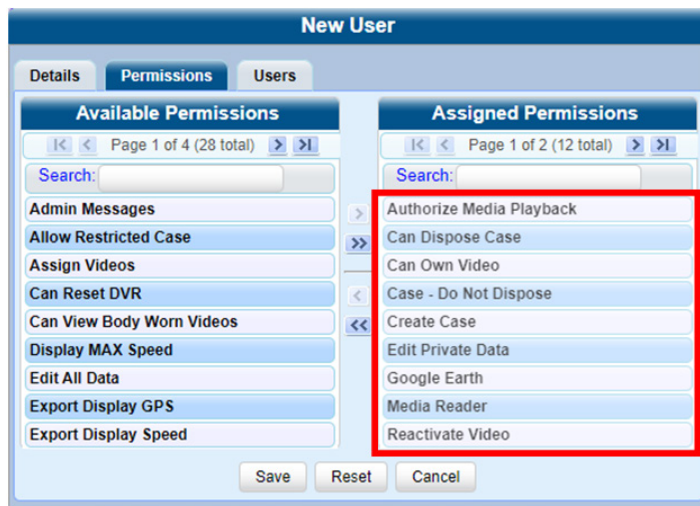 New User
Details Permissions Users
Available Permissions
Page 1 of 4 (28 total)
Search:
Admin Messages
Allow Restricted Case
Assign Videos
Can Reset DVR
Can View Body Worn Videos
Display MAX Speed
Edit All Data
Export Display GPS
Export Display Speed
Assigned Permissions
Page 1 of 2 (12 total)
Search:
Authorize Media Playback
Can Dispose Case
Can Own Video
Case - Do Not Dispose
Create Case
Edit Private Data
Google Earth
Media Reader
Reactivate Video
Save Reset Cancel